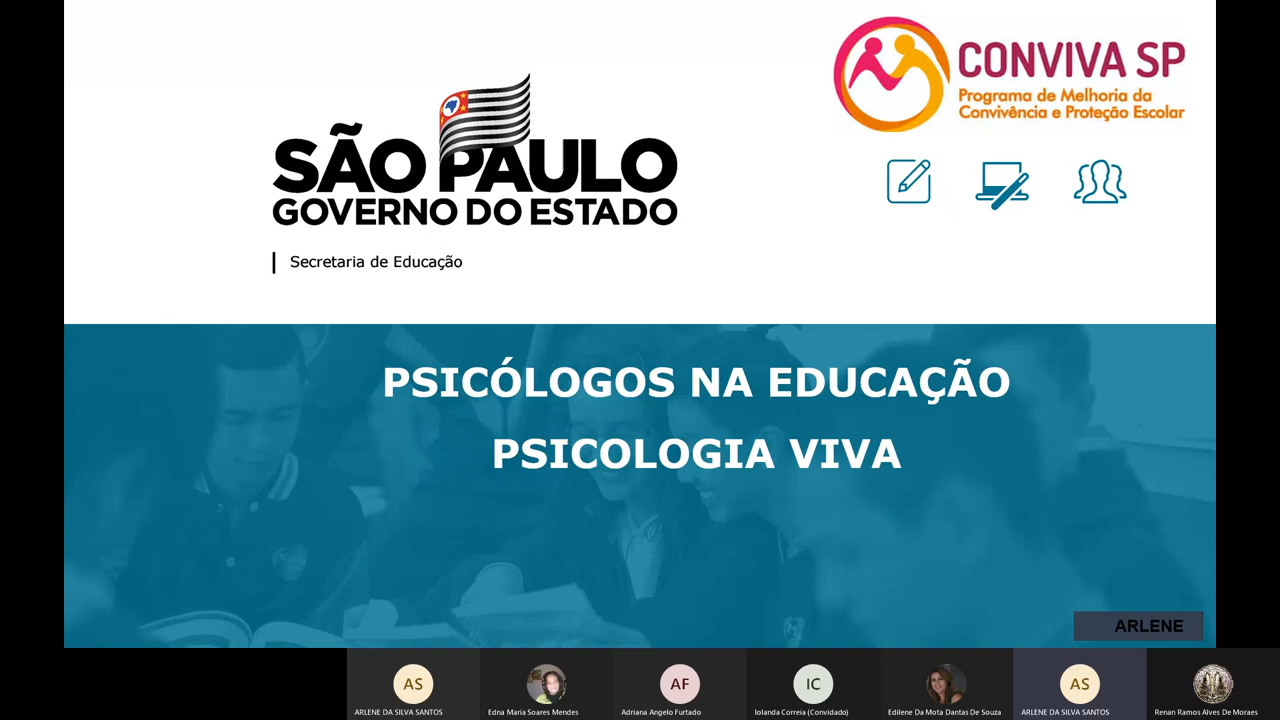 CONVIVA SP
Programa de Melhoria da
Convivência e Proteção Escolar
SÃO PAULO
GOVERNO DO ESTADO
Secretaria de Educação
PSICÓLOGOS NA EDUCAÇÃO
PSICOLOGIA VIVA
ARLENE
AS
ARLENE DA SILVA SANTOS
Edna Maria Soares Mendes
AF
Adriana Angelo Furtado
IC
Iolanda Correia (Convidado)
Edilene Da Mota Dantas De Souza
AS
ARLENE DA SILVA SANTOS
Renan Ramos Alves De Moraes